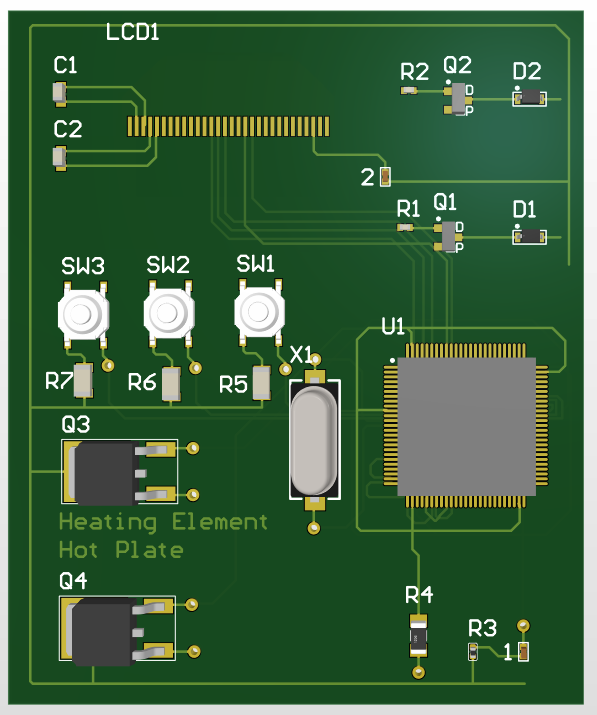 LCD1
C1
R2
Q2
D2
D
P
C2
2
R1
Q1
D1
D
P
SW3
SW2
SW1
U1
X1
R7
R6
R5
Q3
Heating Element
Hot Plate
Q4
R4
R3
1